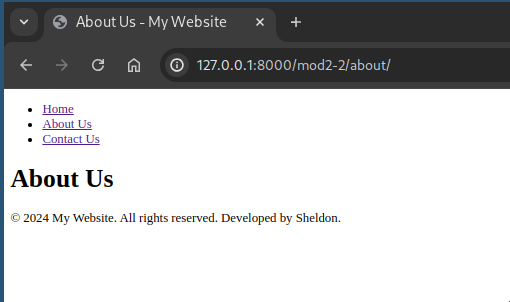 About Us - My Website
127.0.0.1:8000/mod2-2/about/
Home
About Us
Contact Us
About Us
© 2024 My Website. All rights reserved. Developed by Sheldon.